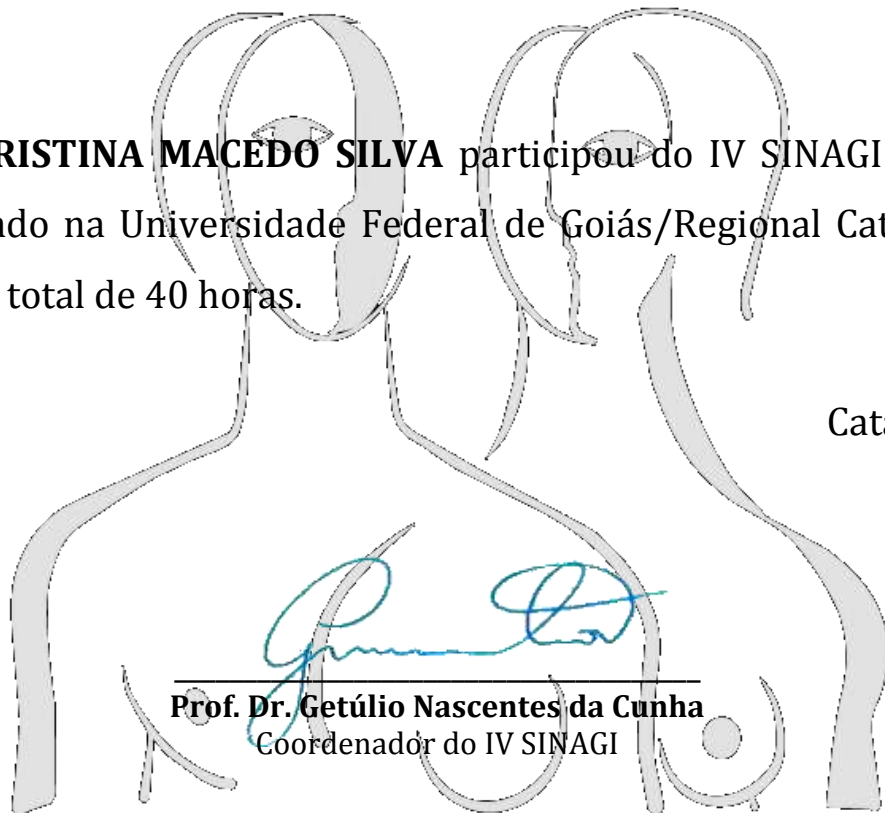 RISTINA MACEDO SILVA participou do IV SINAGI
ndo na Universidade Federal de Goiás/Regional Cat
total de 40 horas.
Cata
Prof. Dr. Getúlio Nascentes da Cunha
Coordenador do IV SINAGI